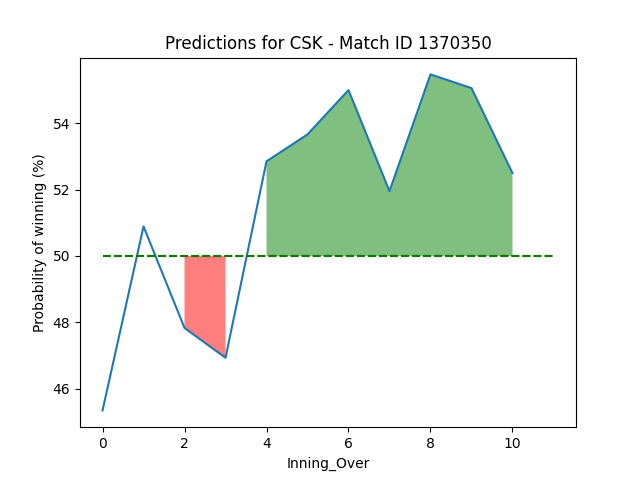 Predictions for CSK - Match ID 1370350
Probability of winning (%)
54
52
50
48
46
0 2 4 6 8 10
Inning_Over